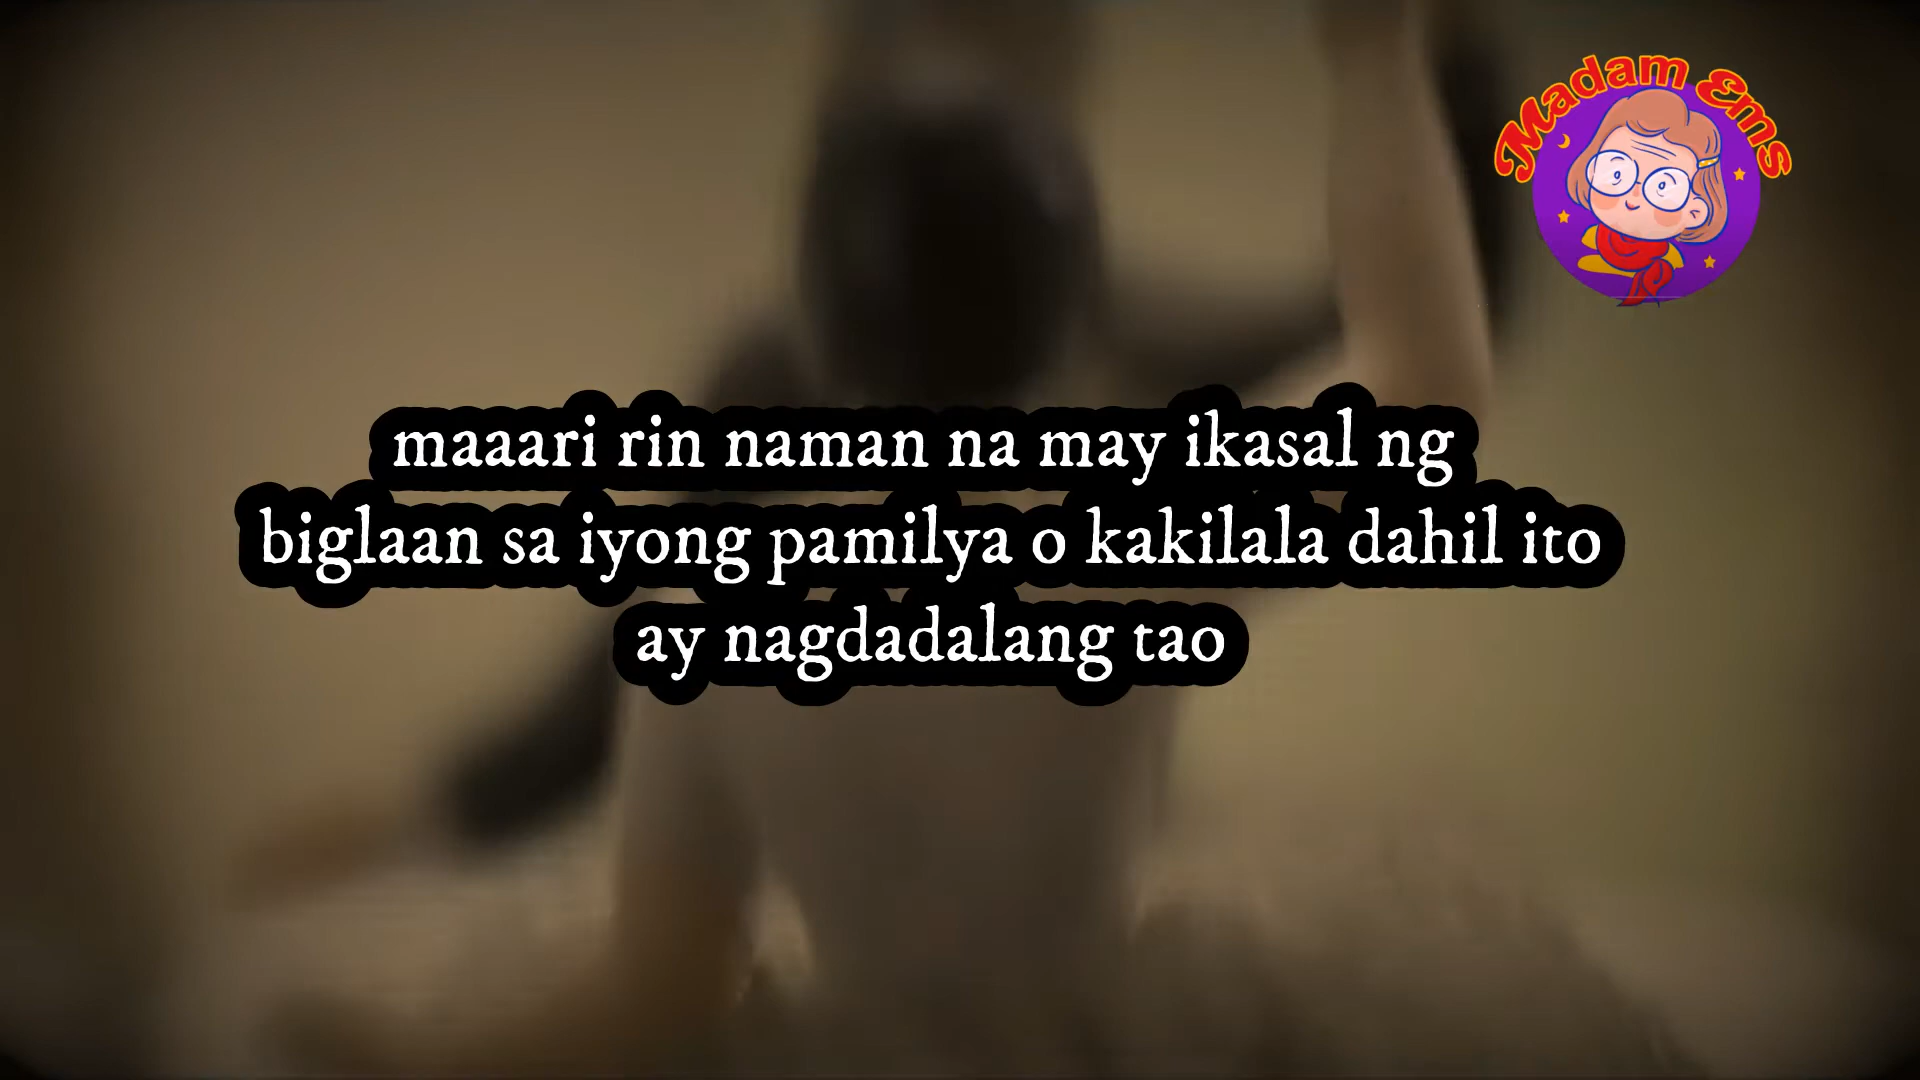 Madam Ems
maaari rin naman na may ikasal ng
biglaan sa iyong pamilya o kakilala dahil ito
ay nagdadalang tao